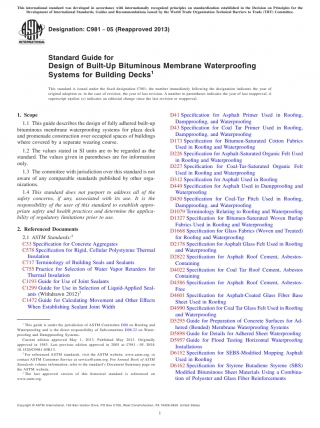 This international standard was developed in accordance with internationally recognized principles on standardization established in the Decision on Principles for the
Development of International Standards, Guides and Recommendations issued by the World Trade Organization Technical Barriers to Trade (TBT) Committee.
Designation: C981 – 05 (Reapproved 2013)
Standard Guide for
Design of Built-Up Bituminous Membrane Waterproofing
Systems for Building Decks1
This standard is issued under the fixed designation C981; the number immediately following the designation indicates the year of
original adoption or, in the case of revision, the year of last revision. A number in parentheses indicates the year of last reapproval. A
superscript epsilon (ε) indicates an editorial change since the last revision or reapproval.
1. Scope
1.1 This guide describes the design of fully adhered built-up
bituminous membrane waterproofing systems for plaza deck
and promenade construction over occupied spaces of buildings
where covered by a separate wearing course.
1.2 The values stated in SI units are to be regarded as the
standard. The values given in parentheses are for information
only.
1.3 The committee with jurisdiction over this standard is not
aware of any comparable standards published by other orga-
nizations.
1.4 This standard does not purport to address all of the
safety concerns, if any, associated with its use. It is the
responsibility of the user of this standard to establish appro-
priate safety and health practices and determine the applica-
bility of regulatory limitations prior to use.
2. Referenced Documents
2.1 ASTM Standards:2
C33 Specification for Concrete Aggregates
C578 Specification for Rigid, Cellular Polystyrene Thermal
Insulation
C717 Terminology of Building Seals and Sealants
C755 Practice for Selection of Water Vapor Retarders for
Thermal Insulation
C1193 Guide for Use of Joint Sealants
C1299 Guide for Use in Selection of Liquid-Applied Seal-
ants (Withdrawn 2012)3
C1472 Guide for Calculating Movement and Other Effects
When Establishing Sealant Joint Width
1 This guide is under the jurisdiction of ASTM Committee D08 on Roofing and
Waterproofing and is the direct responsibility of Subcommittee D08.22 on Water-
proofing and Dampproofing Systems.
Current edition approved May 1, 2013. Published May 2013. Originally
approved in 1983. Last previous edition approved in 2005 as C981 – 05. DOI:
10.1520/C0981-05R13.
2 For referenced ASTM standards, visit the ASTM website, www.astm.org, or
contact ASTM Customer Service at service@astm.org. For Annual Book of ASTM
Standards volume information, refer to the standard's Document Summary page on
the ASTM website.
3 The last approved version of this historical standard is referenced on
www.astm.org.
D41 Specification for Asphalt Primer Used in Roofing,
Dampproofing, and Waterproofing
D43 Specification for Coal Tar Primer Used in Roofing,
Dampproofing, and Waterproofing
D173 Specification for Bitumen-Saturated Cotton Fabrics
Used in Roofing and Waterproofing
D226 Specification for Asphalt-Saturated Organic Felt Used
in Roofing and Waterproofing
D227 Specification for Coal-Tar-Saturated Organic Felt
Used in Roofing and Waterproofing
D312 Specification for Asphalt Used in Roofing
D449 Specification for Asphalt Used in Dampproofing and
Waterproofing
D450 Specification for Coal-Tar Pitch Used in Roofing,
Dampproofing, and Waterproofing
D1079 Terminology Relating to Roofing and Waterproofing
D1327 Specification for Bitumen-Saturated Woven Burlap
Fabrics Used in Roofing and Waterproofing
D1668 Specification for Glass Fabrics (Woven and Treated)
for Roofing and Waterproofing
D2178 Specification for Asphalt Glass Felt Used in Roofing
and Waterproofing
D2822 Specification for Asphalt Roof Cement, Asbestos-
Containing
D4022 Specification for Coal Tar Roof Cement, Asbestos
Containing
D4586 Specification for Asphalt Roof Cement, Asbestos-
Free
D4601 Specification for Asphalt-Coated Glass Fiber Base
Sheet Used in Roofing
D4990 Specification for Coal Tar Glass Felt Used in Roofing
and Waterproofing
D5295 Guide for Preparation of Concrete Surfaces for Ad-
hered (Bonded) Membrane Waterproofing Systems
D5898 Guide for Details for Adhered Sheet Waterproofing
D5957 Guide for Flood Testing Horizontal Waterproofing
Installations
D6152 Specification for SEBS-Modified Mopping Asphalt
Used in Roofing
D6162 Specification for Styrene Butadiene Styrene (SBS)
Modified Bituminous Sheet Materials Using a Combina-
tion of Polyester and Glass Fiber Reinforcements
Copyright © ASTM International, 100 Barr Harbor Drive, PO Box C700, West Conshohocken, PA 19428-2959. United States
1